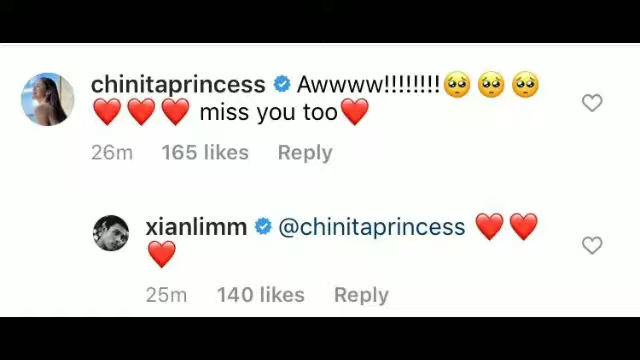 chinitaprincess Awwww!!!!!!!!🥺🥺🥺
❤️❤️❤️ miss you too❤️
26m 165 likes Reply
xianlimm @chinitaprincess ❤️❤️
❤️
25m 140 likes Reply